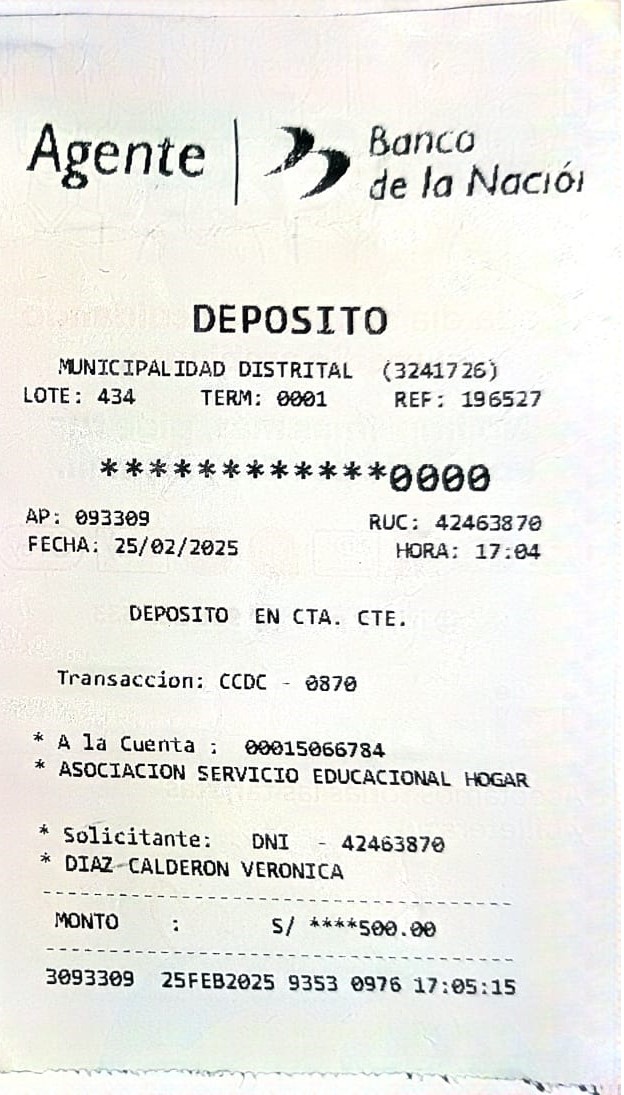 Agente
Banco
de la Nación
DEPOSITO
MUNICIPALIDAD DISTRITAL (3241726)
LOTE: 434 TERM: 0001 REF: 196527
************0000
AP: 093309 RUC: 42463870
FECHA: 25/02/2025 HORA: 17:04
DEPOSITO EN CTA. CTE.
Transaccion: CCDC - 0870
* A la Cuenta : 00015066784
* ASOCIACION SERVICIO EDUCACIONAL HOGAR
* Solicitante: DNI - 42463870
* DIAZ CALDERON VERONICA
MONTO : S/ ****500.00
3093309 25FEB2025 9353 0976 17:05:15